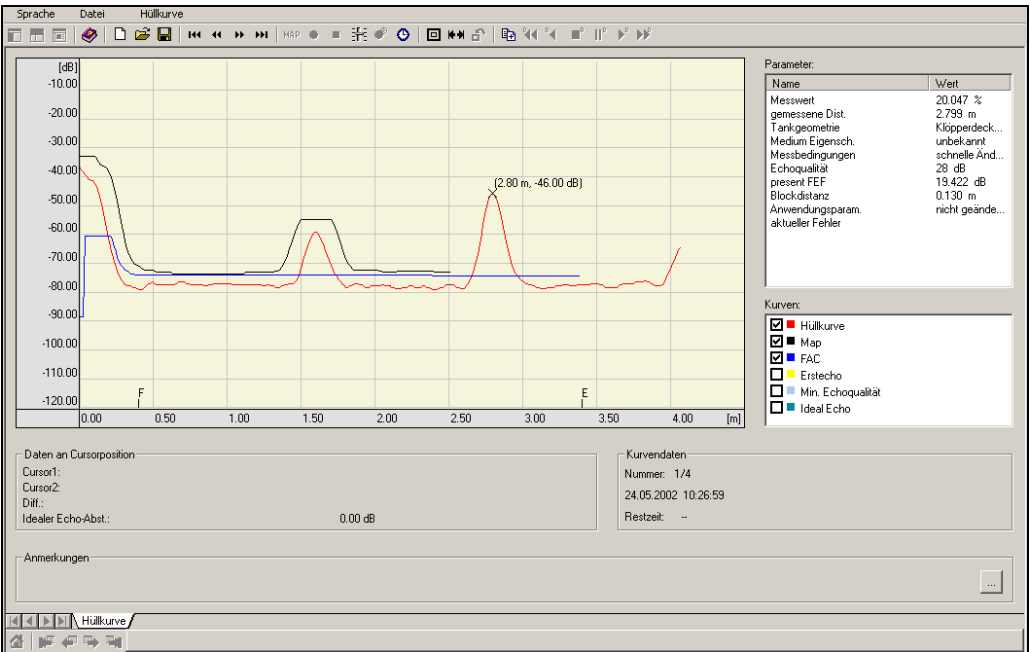 Sprache Datei Hüllkurve
MAP
[dB]
-10.00
-20.00
-30.00
-40.00
-50.00
-60.00
-70.00
-80.00
-90.00
-100.00
-110.00
-120.00
(2.80 m, -46.00 dB)
F E
0.00 0.50 1.00 1.50 2.00 2.50 3.00 3.50 4.00 [m]
Parameter:
Name Wert
Messwert 20.047 %
gemessene Dist. 2.799 m
Tankgeometrie Klöpperdeck...
Medium Eigensch. unbekannt
Messbedingungen schnelle Änd...
Echoqualität 28 dB
present FEF 19.422 dB
Blockdistanz 0.130 m
Anwendungsparam. nicht geände...
aktueller Fehler
Kurven:
Hüllkurve
Map
FAC
Erstecho
Min. Echoqualität
Ideal Echo
Daten an Cursorposition
Cursor1:
Cursor2:
Diff.:
Idealer Echo-Abst.: 0.00 dB
Kurvendaten
Nummer: 1/4
24.05.2002 10:26:59
Restzeit: --
Anmerkungen
...
Hüllkurve